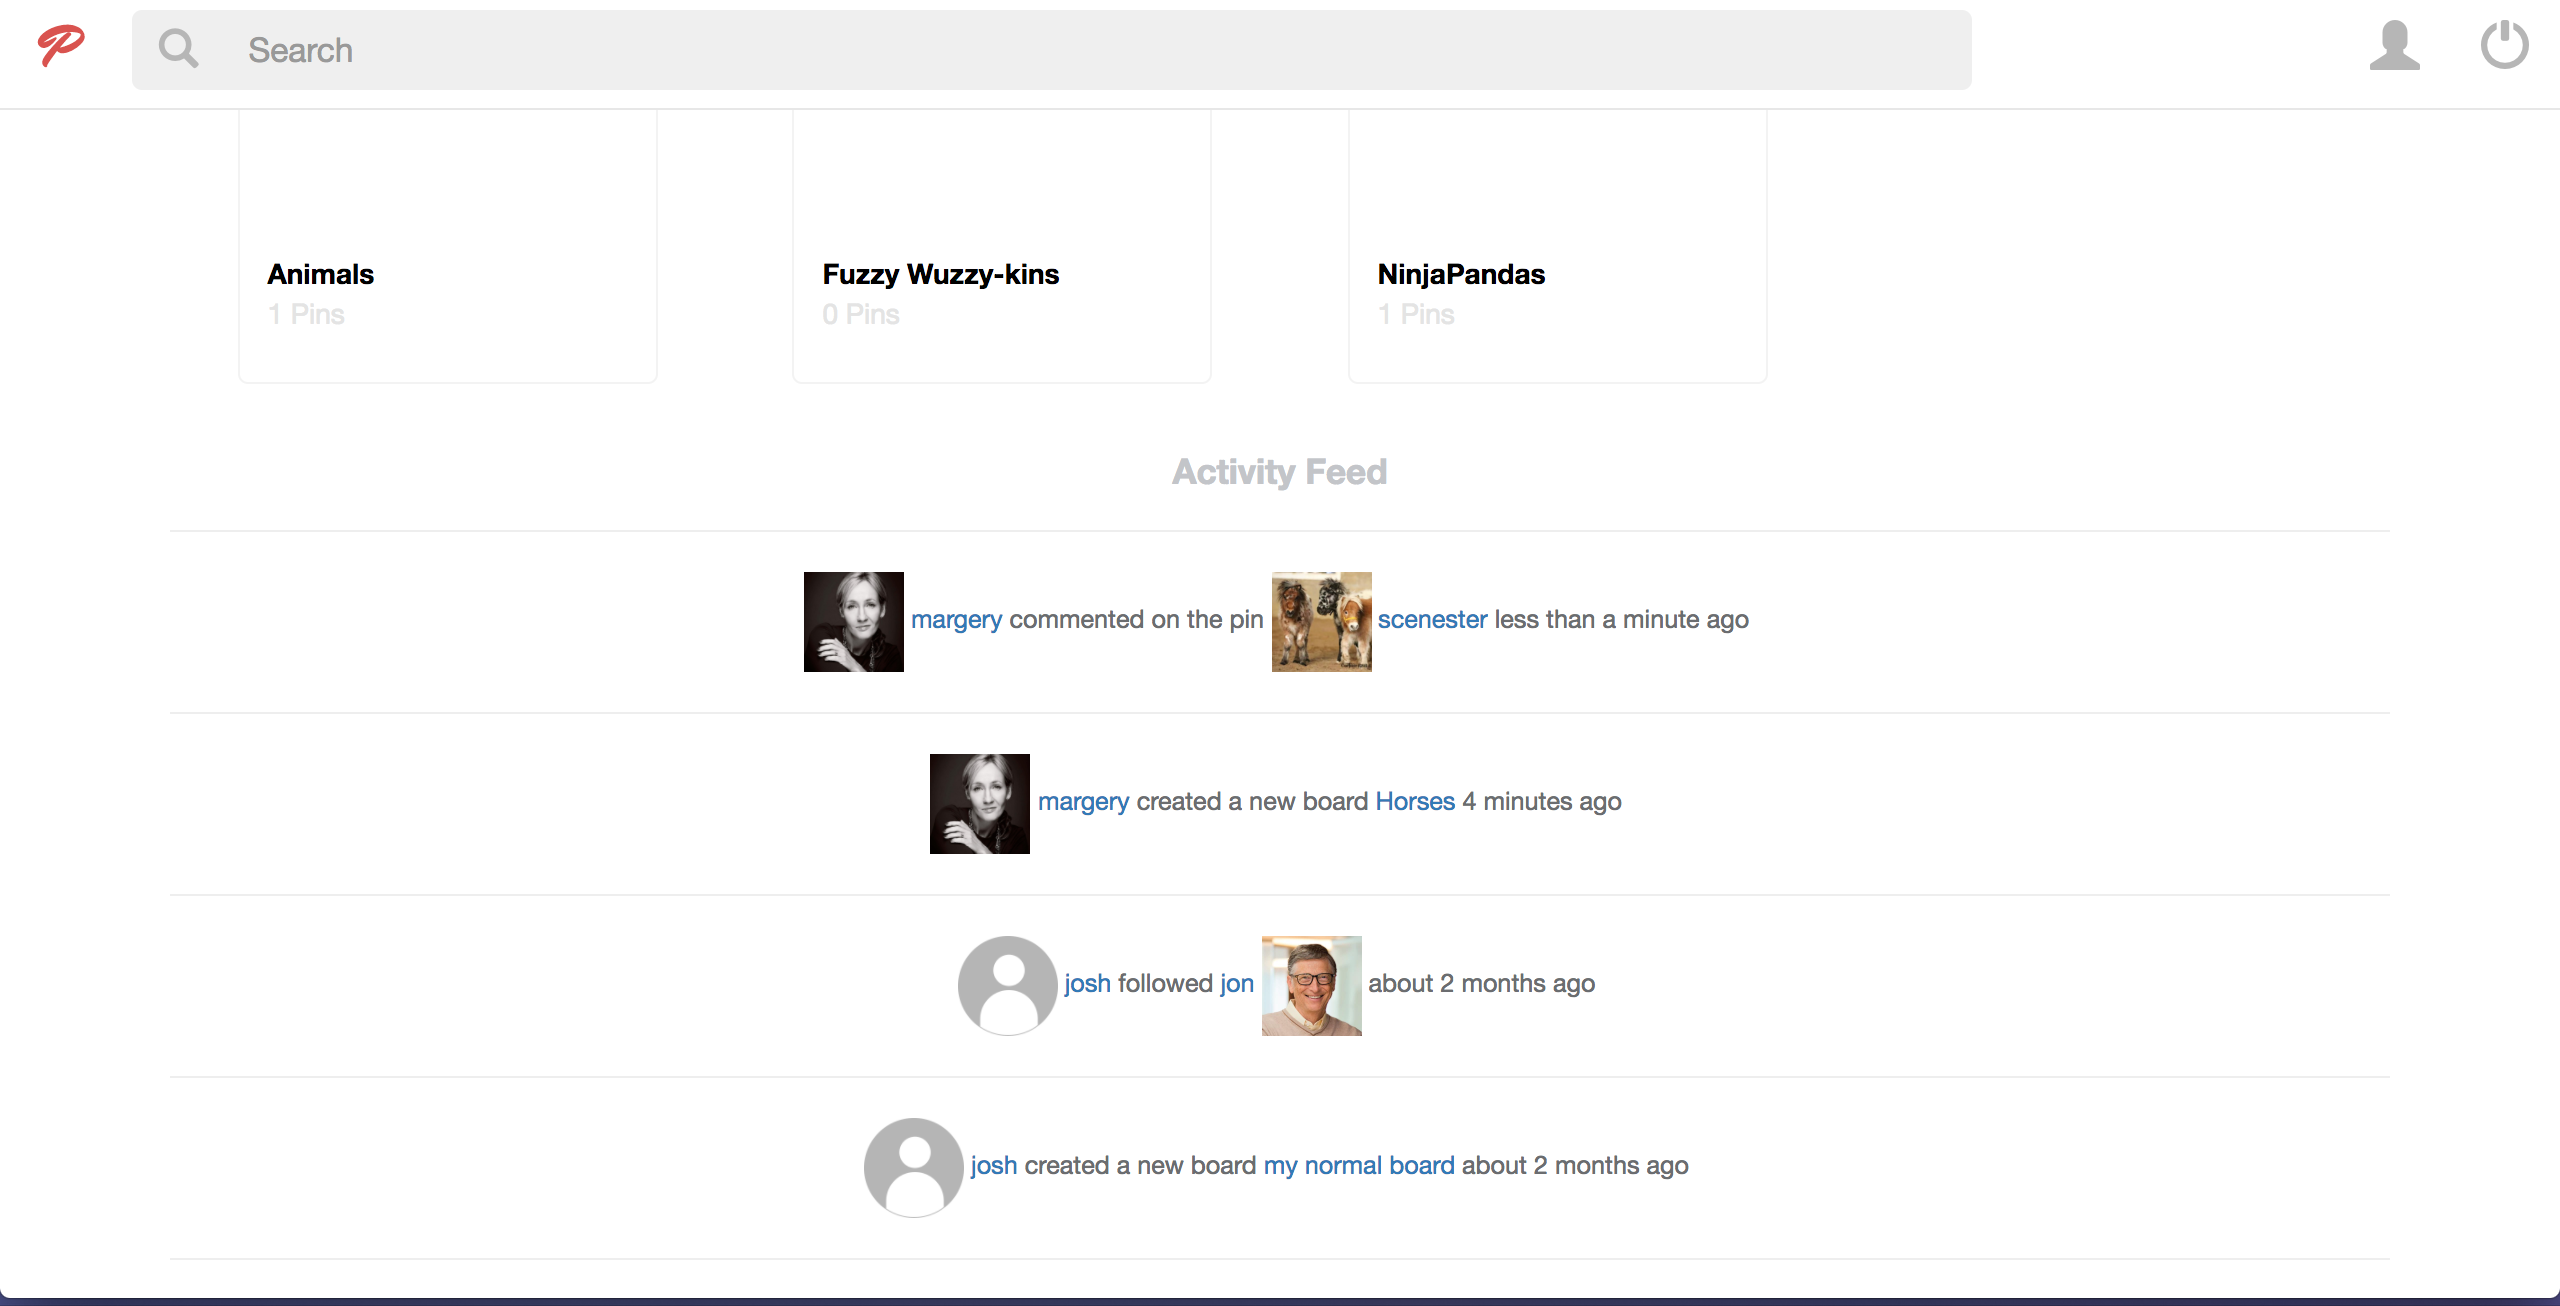 Search
Animals
1 Pins
Fuzzy Wuzzy-kins
0 Pins
NinjaPandas
1 Pins
Activity Feed
margery commented on the pin scenester less than a minute ago
margery created a new board Horses 4 minutes ago
josh followed jon about 2 months ago
josh created a new board my normal board about 2 months ago